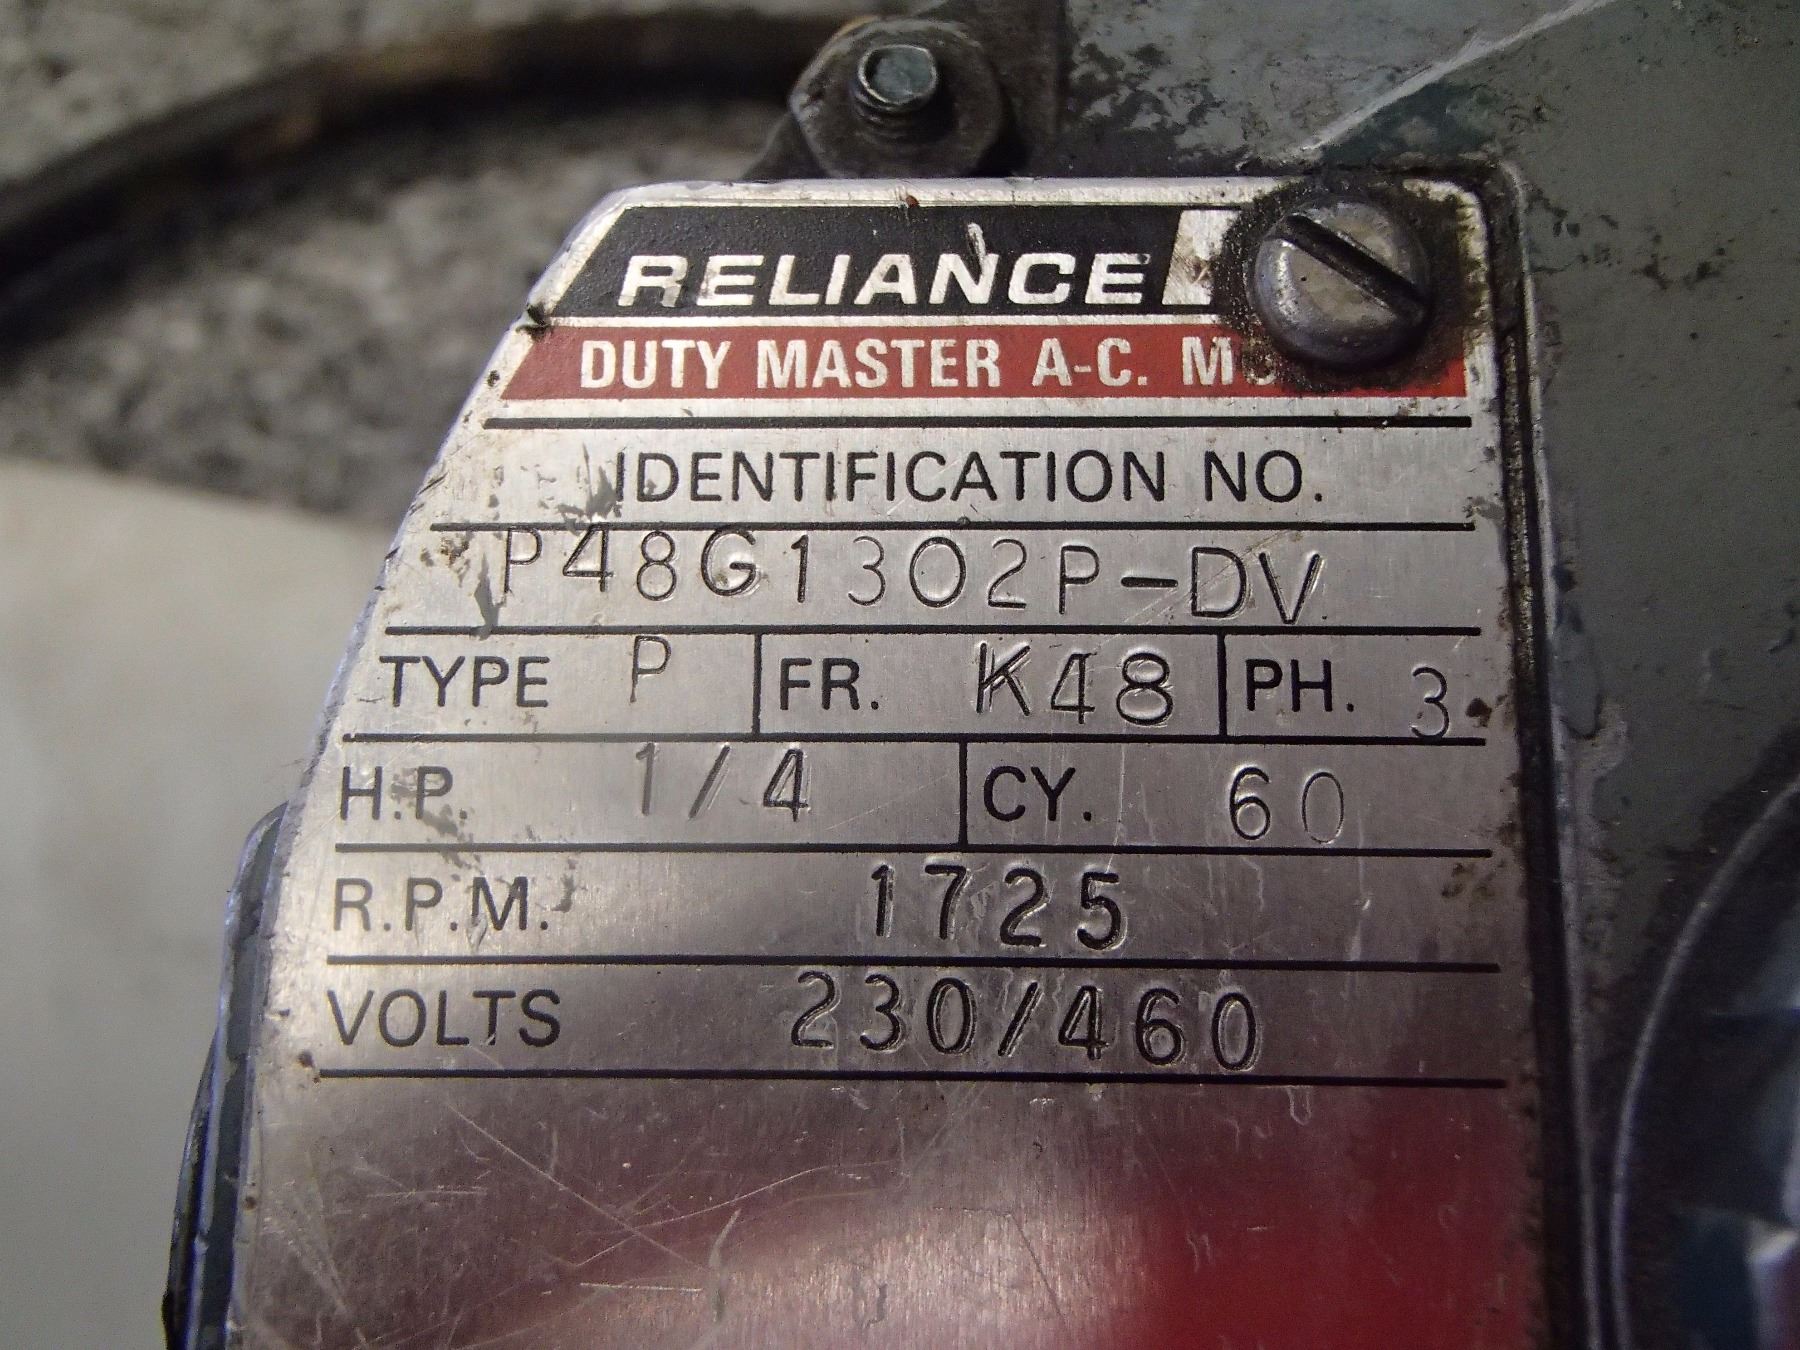 RELIANCE
DUTY MASTER A-C.
IDENTIFICATION NO.
P48G1302P-DV
TYPE P FR. K48 PH. 3
H.P. 1/4 CY. 60
R.P.M. 1725
VOLTS 230/460